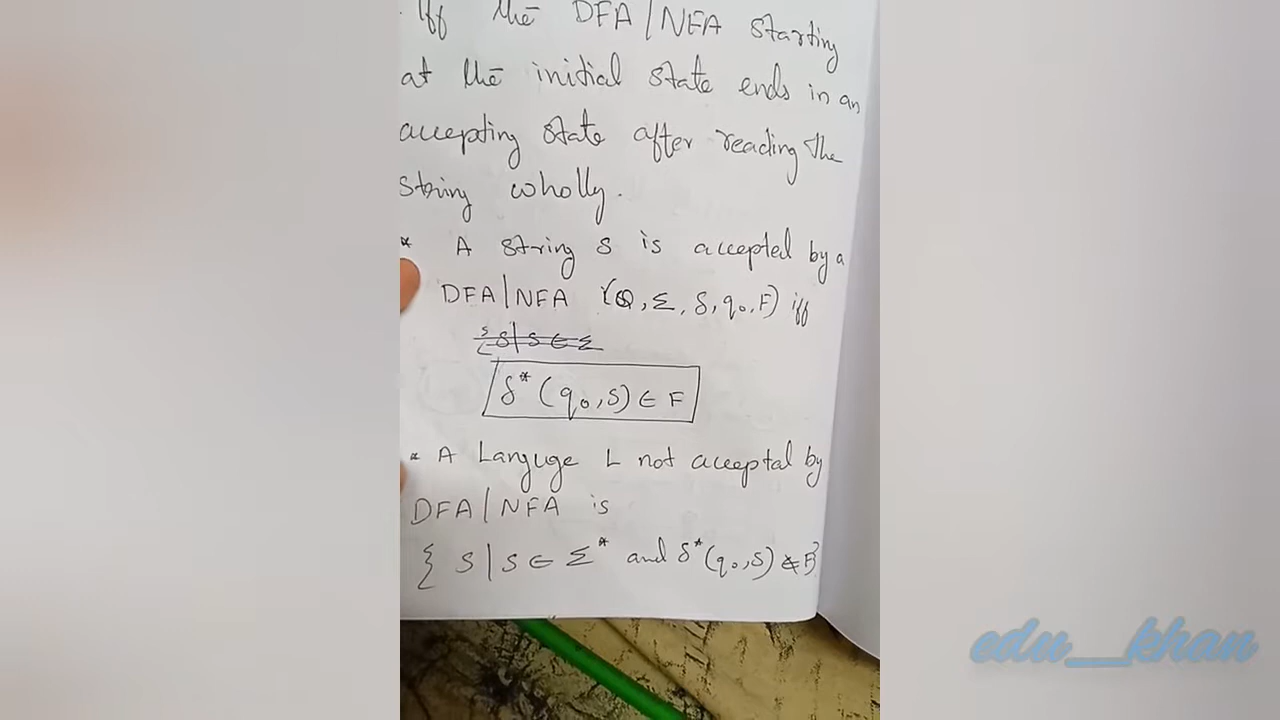 . Iff the DFA/NFA starting
at the initial state ends in an
accepting state after reading the
string wholly.
* A string S is accepted by a
DFA|NFA (Q, Σ, δ, q₀, F) iff
{S|S ∈ Σ
δ*(q₀, S) ∈ F
* A Languge L not acceptal by
DFA|NFA is
{ S | S ∈ Σ* and δ*(q₀, S) ∉ F}
edu__khan